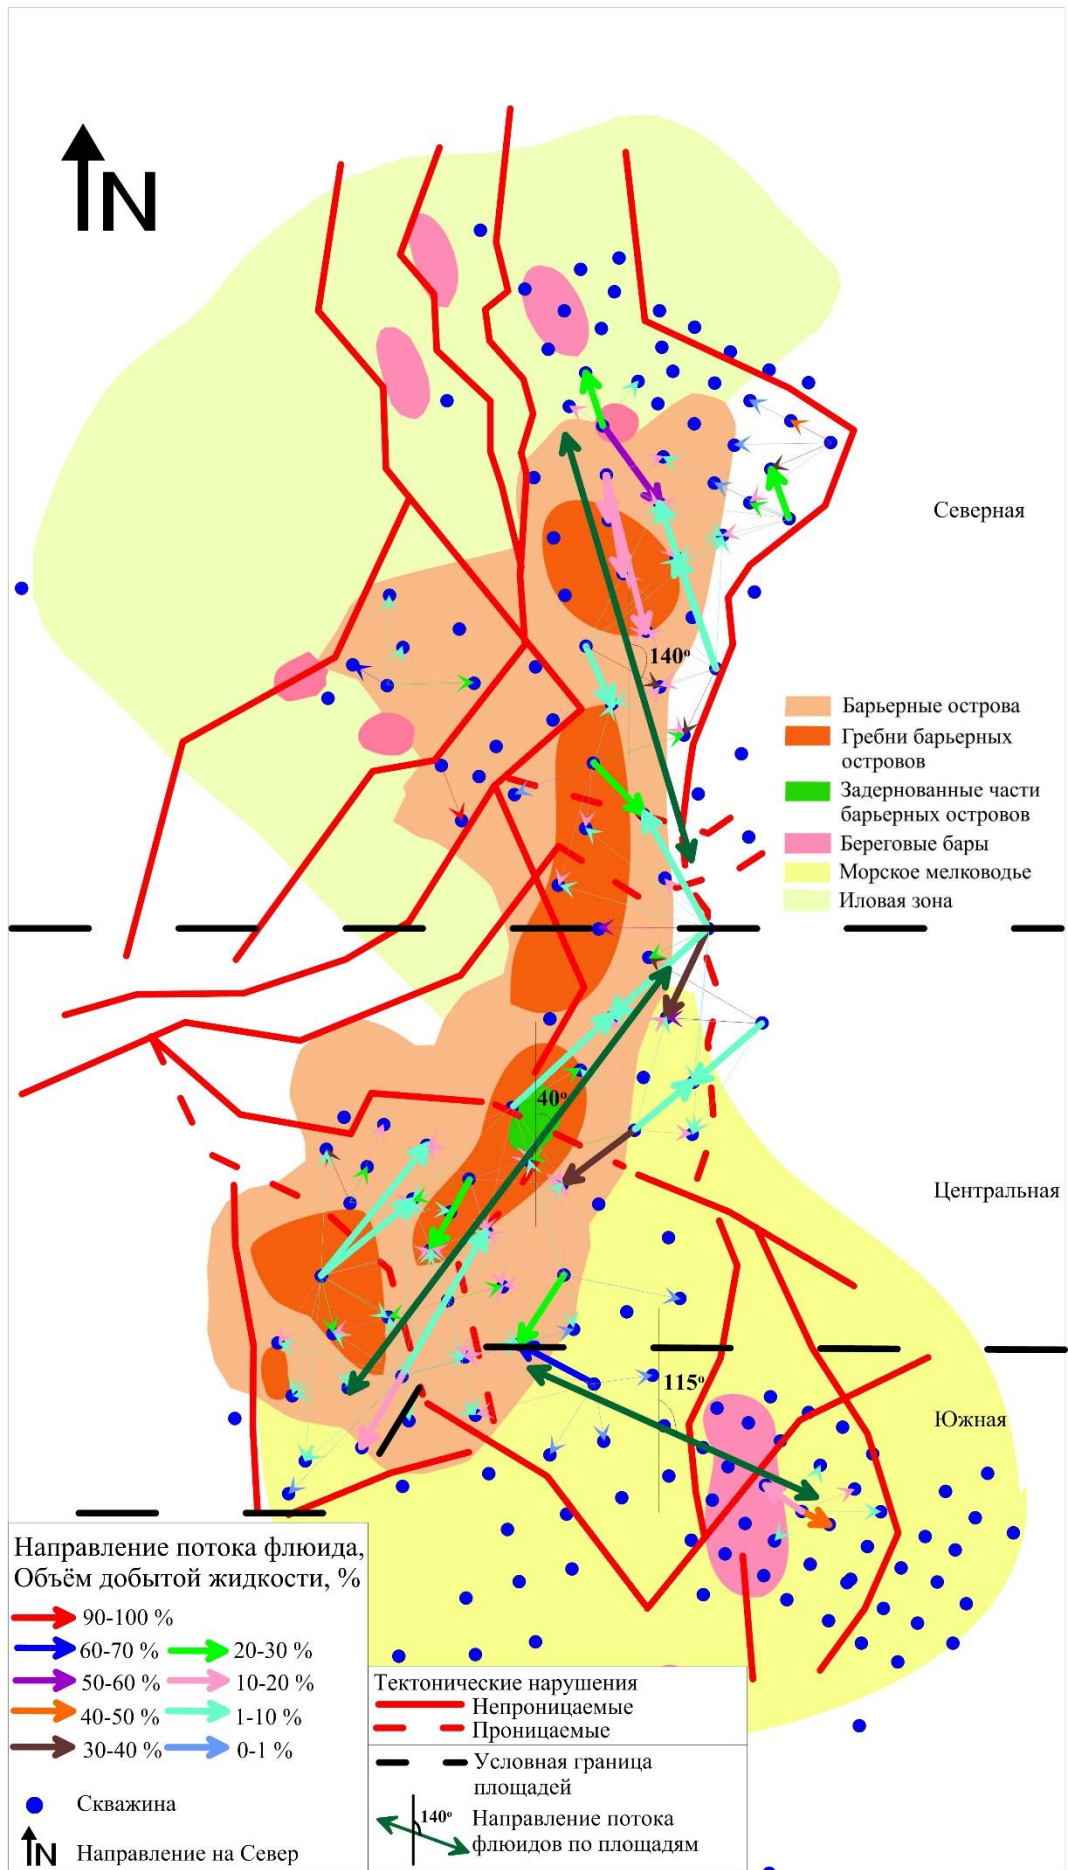 N
Северная
140°
Барьерные острова
Гребни барьерных
островов
Задернованные части
барьерных островов
Береговые бары
Морское мелководье
Иловая зона
40°
Центральная
115°
Южная
Направление потока флюида,
Объём добытой жидкости, %
90-100 %
60-70 %
20-30 %
50-60 %
10-20 %
40-50 %
1-10 %
30-40 %
0-1 %
Скважина
N
Направление на Север
Тектонические нарушения
Непроницаемые
Проницаемые
Условная граница
площадей
140°
Направление потока
флюидов по площадям